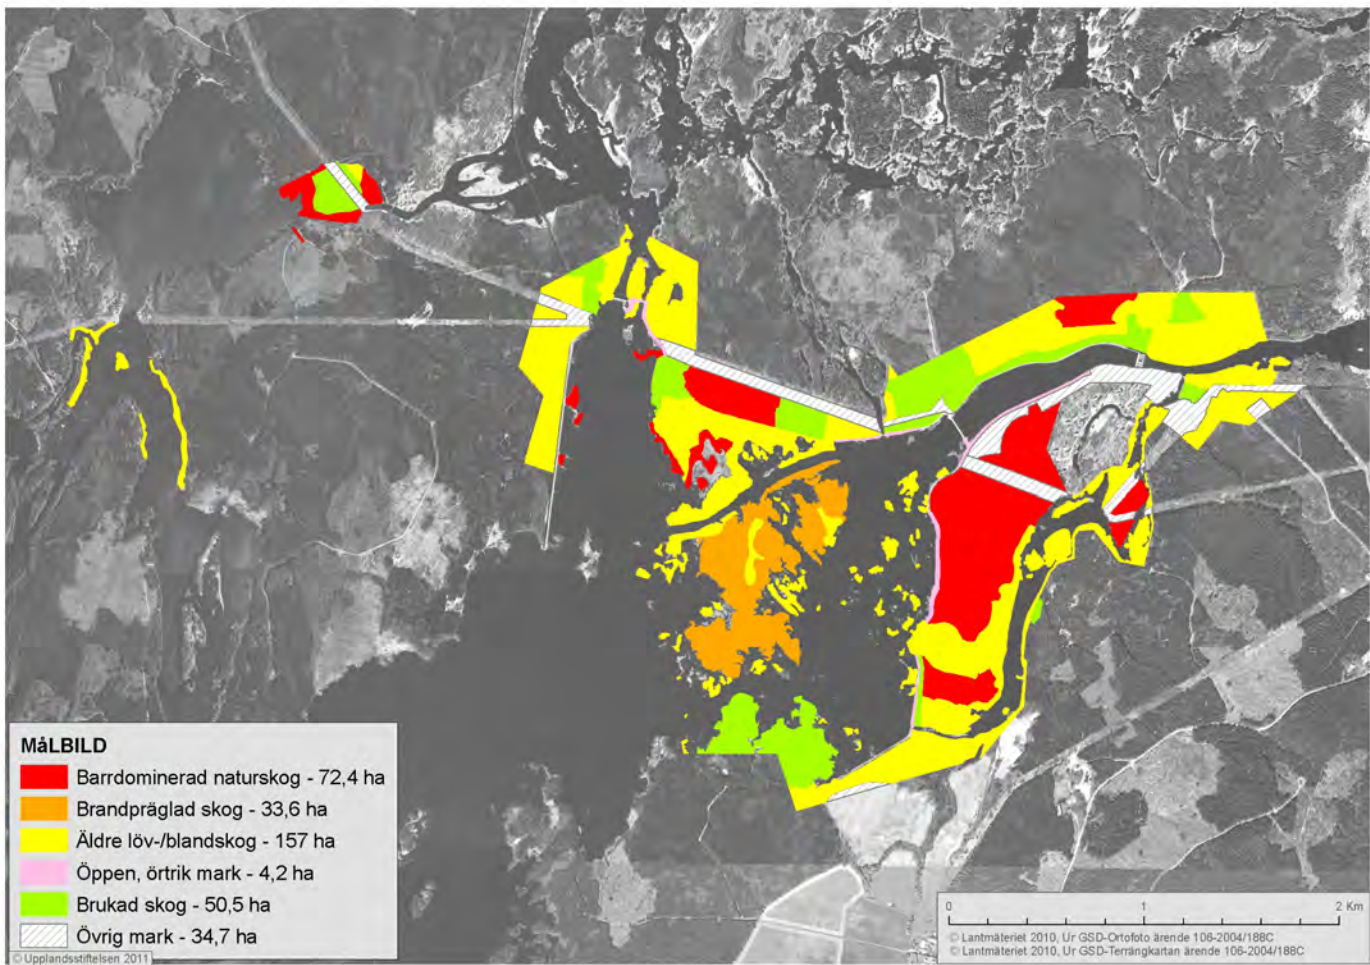 MåLBILD
Barrdominerad naturskog - 72,4 ha
Brandpräglad skog - 33,6 ha
Äldre löv-/blandskog - 157 ha
Öppen, örtrik mark - 4,2 ha
Brukad skog - 50,5 ha
Övrig mark - 34,7 ha
© Upplandsstiftelsen 2011
0 1 2 Km
© Lantmäteriet 2010, Ur GSD-Ortofoto ärende 106-2004/188C
© Lantmäteriet 2010, Ur GSD-Terrängkartan ärende 106-2004/188C